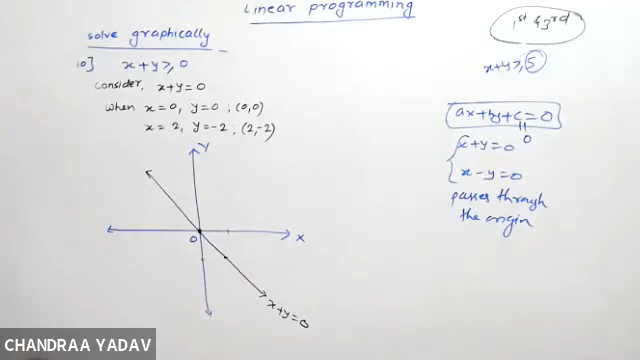 Linear programming
solve graphically
10] x+y≥0
consider, x+y=0
when x=0, y=0 ; (0,0)
x=2, y=-2 ; (2,-2)
Y
X
0
x+y=0
1st & 3rd
x+y≥5
ax+by+c=0
0
x+y=0
x-y=0
passes through
the origin
CHANDRAA YADAV